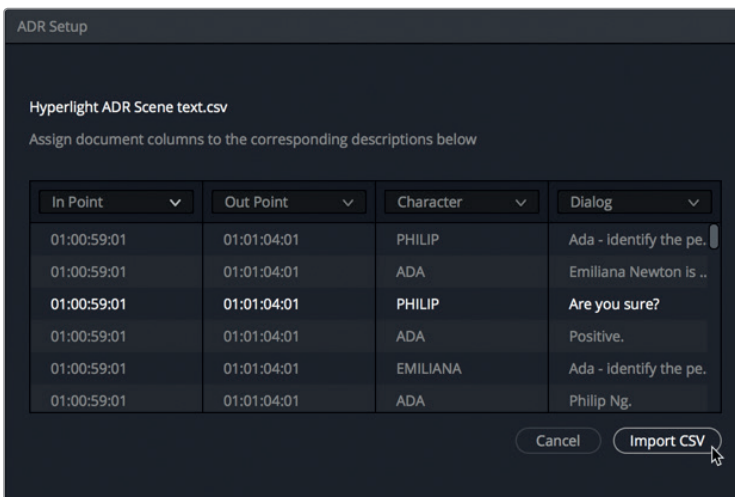 ADR Setup
Hyperlight ADR Scene text.csv
Assign document columns to the corresponding descriptions below
In Point Out Point Character Dialog
01:00:59:01 01:01:04:01 PHILIP Ada - identify the pe.
01:00:59:01 01:01:04:01 ADA Emiliana Newton is ..
01:00:59:01 01:01:04:01 PHILIP Are you sure?
01:00:59:01 01:01:04:01 ADA Positive.
01:00:59:01 01:01:04:01 EMILIANA Ada - identify the pe.
01:00:59:01 01:01:04:01 ADA Philip Ng.
Cancel Import CSV